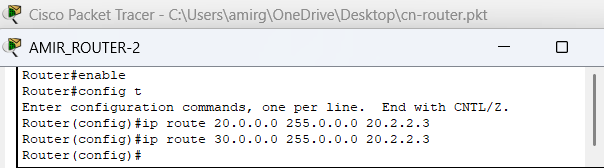 Cisco Packet Tracer - C:\Users\amirg\OneDrive\Desktop\cn-router.pkt
AMIR_ROUTER-2
Router#enable
Router#config t
Enter configuration commands, one per line.  End with CNTL/Z.
Router(config)#ip route 20.0.0.0 255.0.0.0 20.2.2.3
Router(config)#ip route 30.0.0.0 255.0.0.0 20.2.2.3
Router(config)#